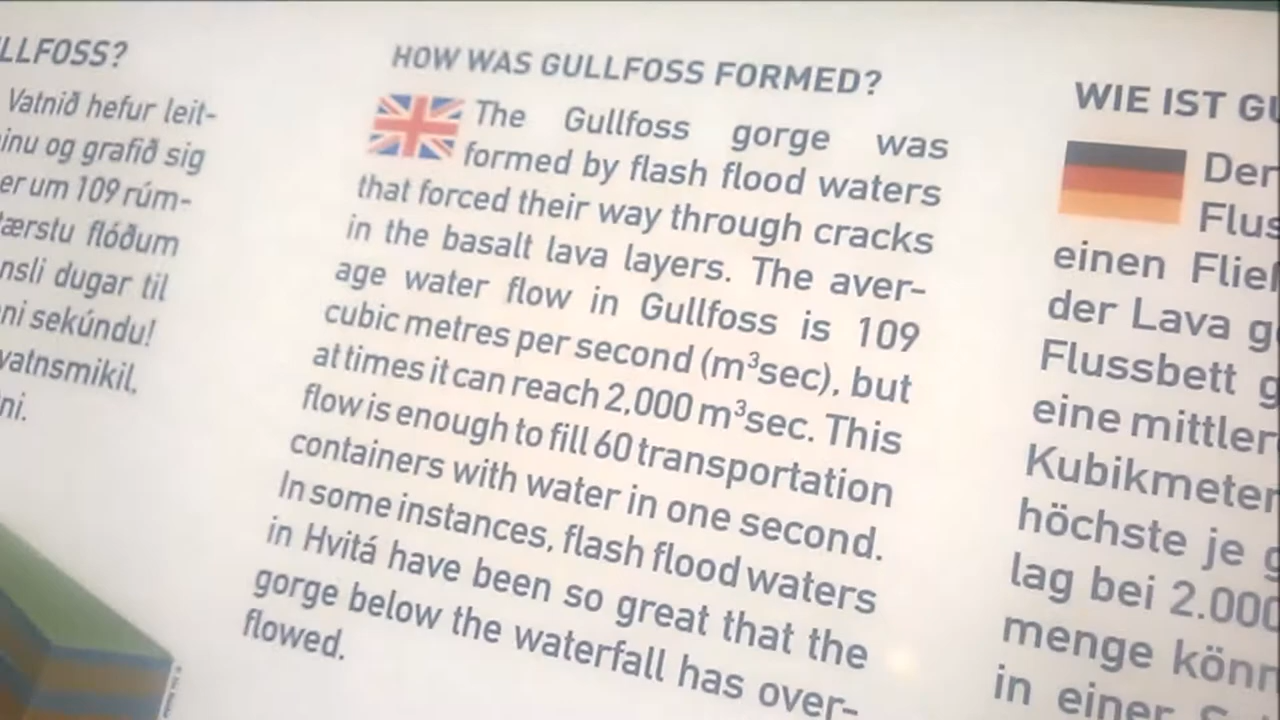 LLFOSS?
Vatnið hefur leit-
inu og grafið sig
er um 109 rúm-
tærstu flóðum
nsli dugar til
ni sekúndu!
vatnsmikil,
ni.
HOW WAS GULLFOSS FORMED?
The Gullfoss gorge was
formed by flash flood waters
that forced their way through cracks
in the basalt lava layers. The aver-
age water flow in Gullfoss is 109
cubic metres per second (m³sec), but
at times it can reach 2,000 m³sec. This
flow is enough to fill 60 transportation
containers with water in one second.
In some instances, flash flood waters
in Hvitá have been so great that the
gorge below the waterfall has over-
flowed.
WIE IST GU
Der
Flus
einen Flie
der Lava g
Flussbett g
eine mittler
Kubikmeter
höchste je g
lag bei 2.000
menge könn
in einer